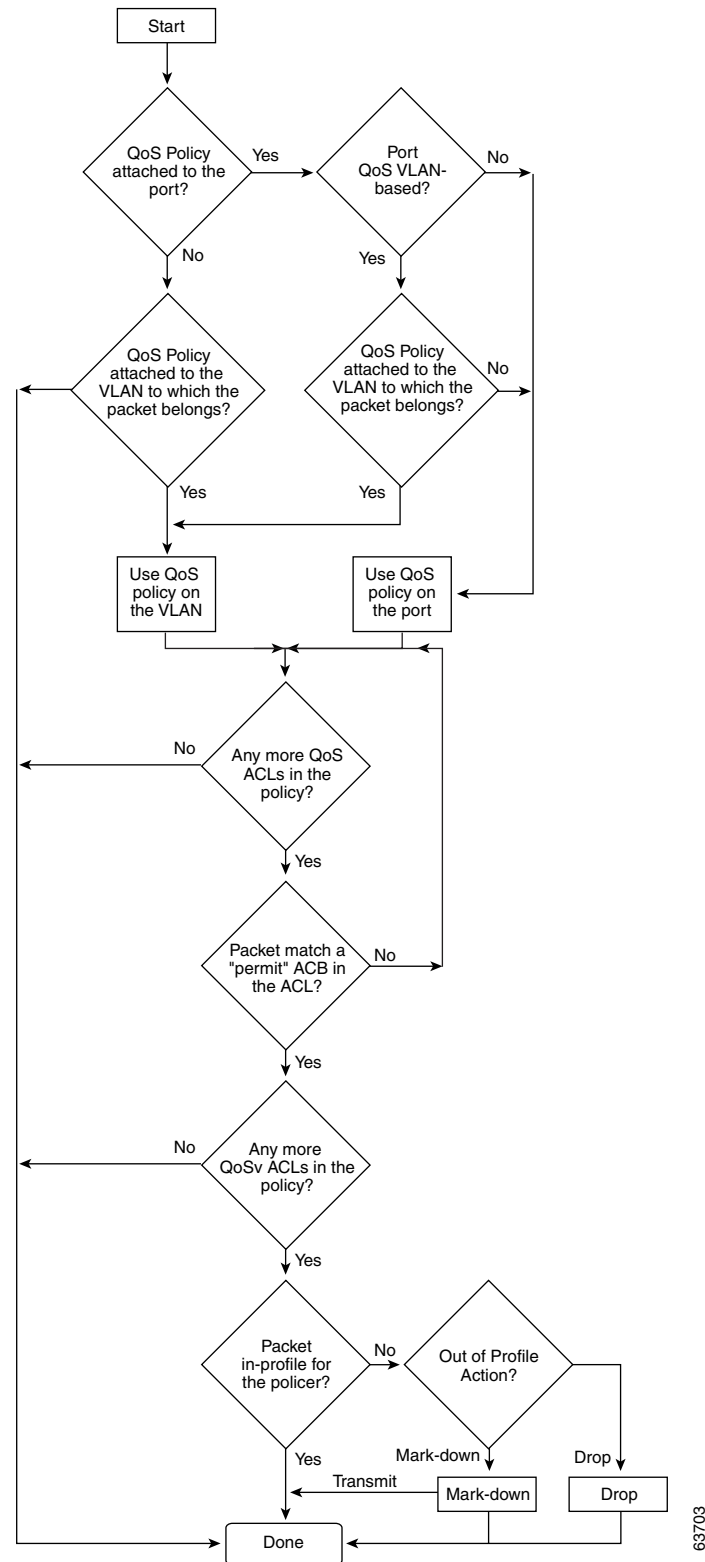 Start
QoS Policy
attached to the
port?
Yes
Port
QoS VLAN-
based?
No
No
Yes
QoS Policy
attached to the
VLAN to which the
packet belongs?
QoS Policy
attached to the
VLAN to which the
packet belongs?
No
Yes
Yes
Use QoS
policy on
the VLAN
Use QoS
policy on
the port
No
Any more QoS
ACLs in the
policy?
Yes
Packet match a
"permit" ACB in
the ACL?
No
Yes
No
Any more
QoSv ACLs in the
policy?
Yes
Packet
in-profile for
the policer?
No
Out of Profile
Action?
Yes
Mark-down
Drop
Transmit
Mark-down
Drop
Done
63703